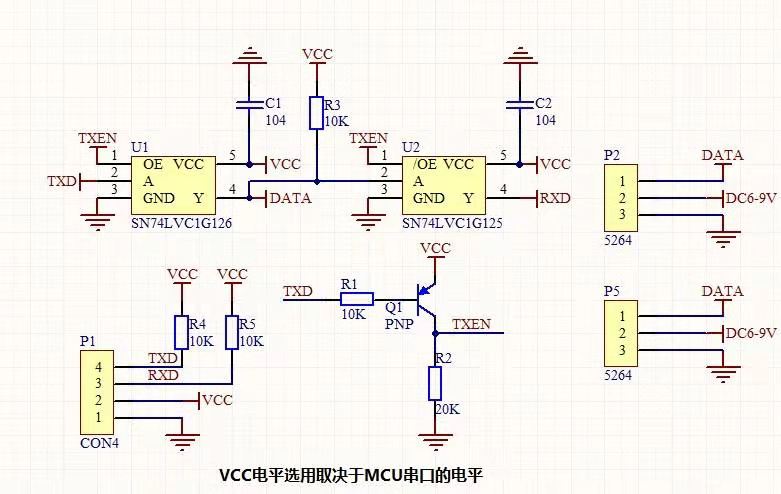 VCC
C1
104
R3
10K
C2
104
TXEN
U1
1
OE VCC
5
VCC
TXD
2
A
3
GND Y
4
DATA
SN74LVC1G126
TXEN
U2
1
/OE VCC
5
VCC
2
A
3
GND Y
4
RXD
SN74LVC1G125
P2
DATA
1
2
DC6-9V
3
5264
VCC
VCC
R4
10K
R5
10K
P1
4
TXD
3
RXD
2
VCC
1
CON4
VCC
TXD
R1
10K
Q1
PNP
TXEN
R2
20K
P5
DATA
1
2
DC6-9V
3
5264
VCC电平选用取决于MCU串口的电平